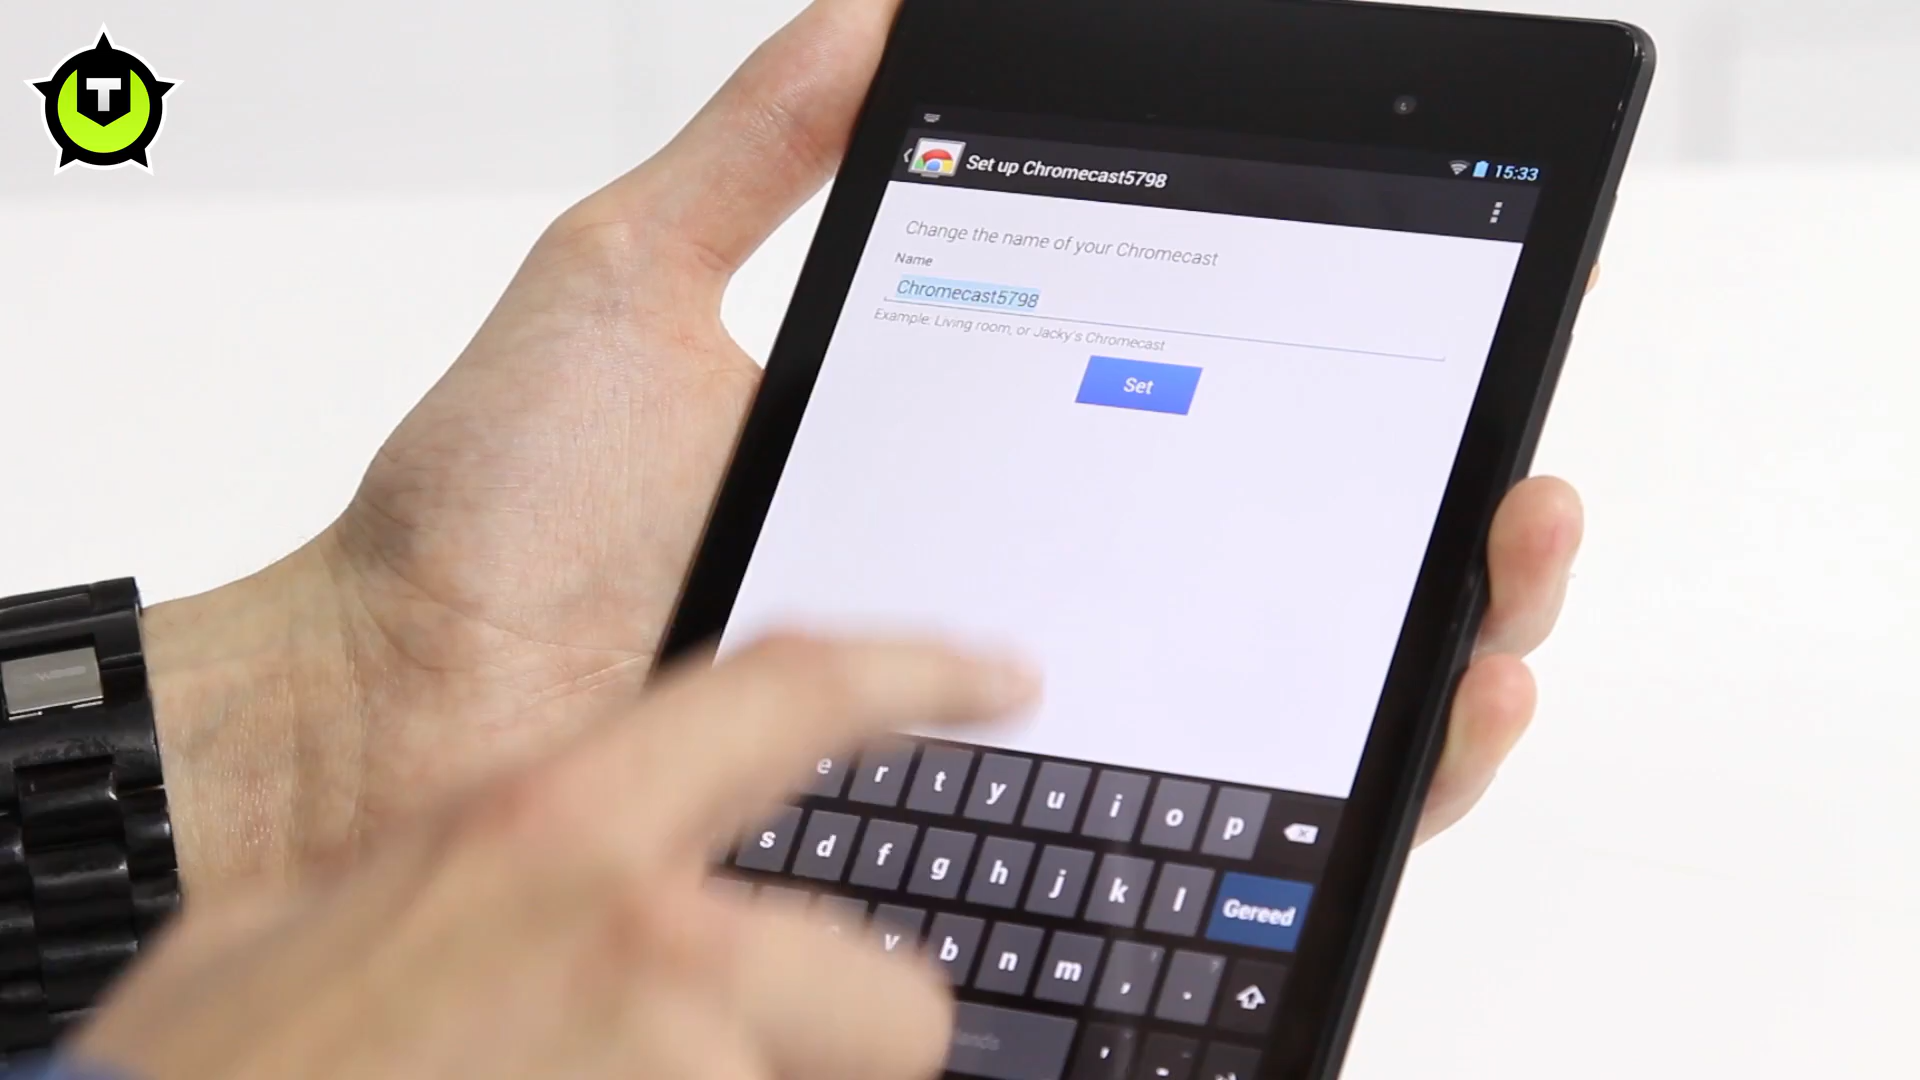 T
Set up Chromecast5798
15:33
Change the name of your Chromecast
Name
Chromecast5798
Example: Living room, or Jacky's Chromecast
Set
e r t y u i o p
s d f g h j k l Gereed
v b n m , .